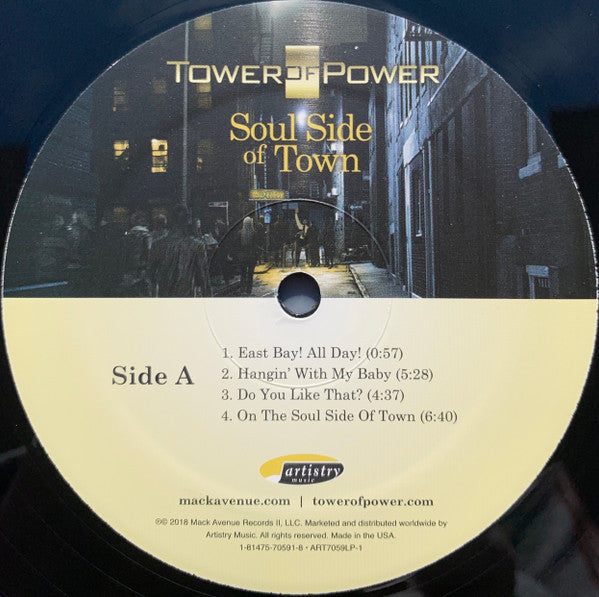 TOWER OF POWER
Soul Side
of Town
Side A
1. East Bay! All Day! (0:57)
2. Hangin' With My Baby (5:28)
3. Do You Like That? (4:37)
4. On The Soul Side Of Town (6:40)
artistry
music
mackavenue.com | towerofpower.com
℗© 2018 Mack Avenue Records II, LLC. Marketed and distributed worldwide by
Artistry Music. All rights reserved. Made in the USA.
1-81475-70591-8 • ART7059LP-1